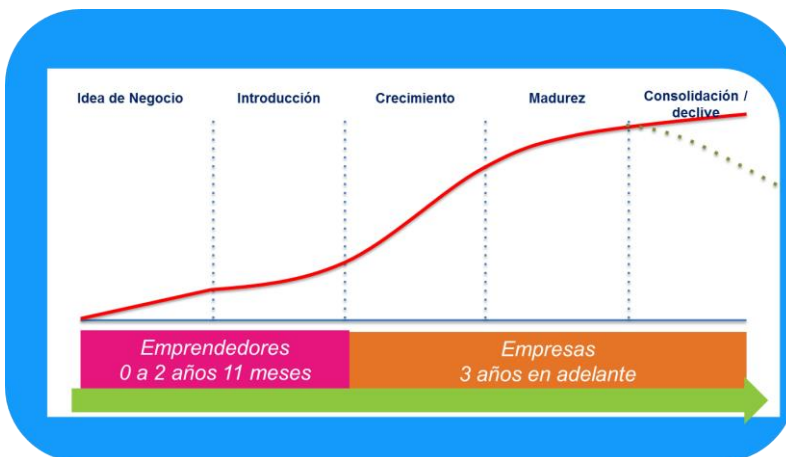 Idea de Negocio
Introducción
Crecimiento
Madurez
Consolidación /
declive
Emprendedores
0 a 2 años 11 meses
Empresas
3 años en adelante